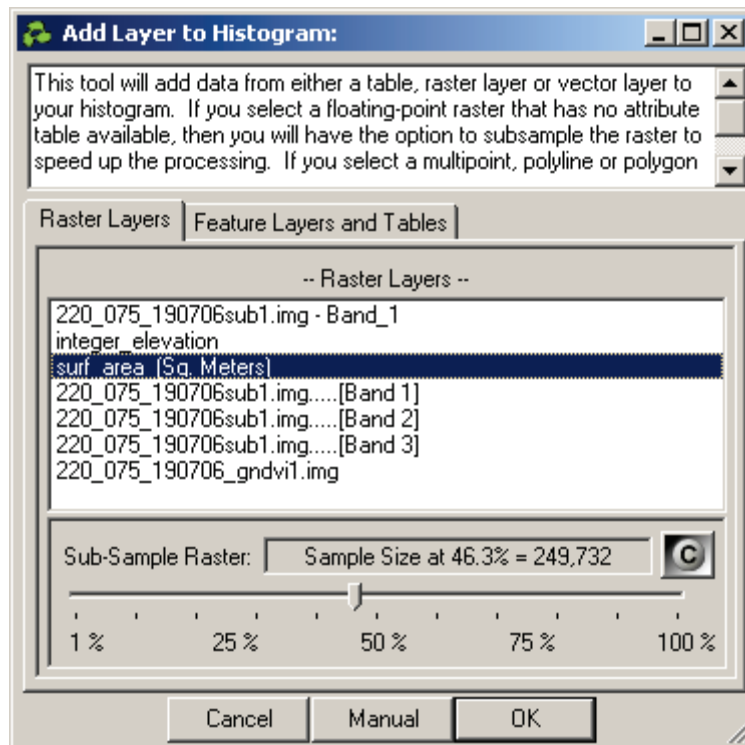 Add Layer to Histogram:
This tool will add data from either a table, raster layer or vector layer to
your histogram.  If you select a floating-point raster that has no attribute
table available, then you will have the option to subsample the raster to
speed up the processing.  If you select a multipoint, polyline or polygon
Raster Layers
Feature Layers and Tables
-- Raster Layers --
220_075_190706sub1.img - Band_1
integer_elevation
surf_area_(Sq. Meters)
220_075_190706sub1.img.....[Band 1]
220_075_190706sub1.img.....[Band 2]
220_075_190706sub1.img.....[Band 3]
220_075_190706_gndvi1.img
Sub-Sample Raster:
Sample Size at 46.3% = 249,732
C
1 %
25 %
50 %
75 %
100 %
Cancel
Manual
OK